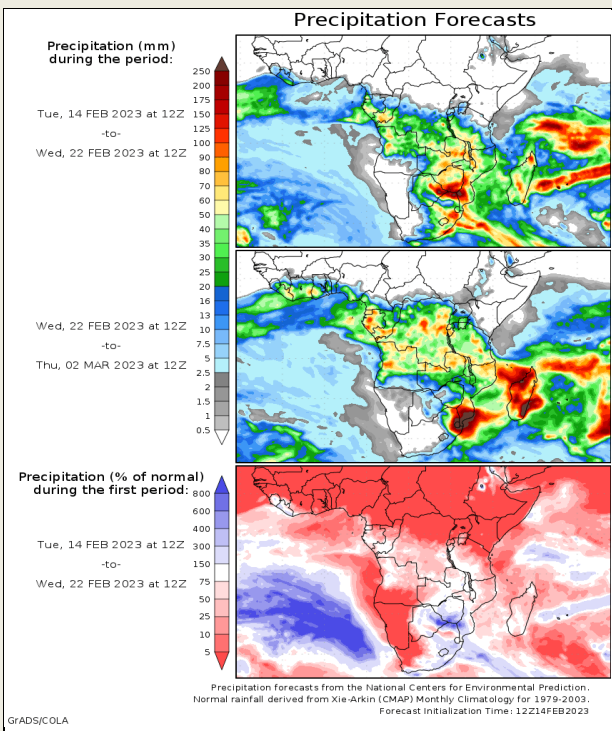 Precipitation Forecasts
Precipitation (mm)
during the period:
Tue, 14 FEB 2023 at 12Z
-to-
Wed, 22 FEB 2023 at 12Z
250
200
175
150
125
100
90
80
70
60
50
40
35
30
25
20
16
13
10
7.5
5
2.5
2
1.5
1
0.5
Wed, 22 FEB 2023 at 12Z
-to-
Thu, 02 MAR 2023 at 12Z
Precipitation (% of normal)
during the first period:
Tue, 14 FEB 2023 at 12Z
-to-
Wed, 22 FEB 2023 at 12Z
800
600
400
300
150
75
50
25
10
5
Precipitation forecasts from the National Centers for Environmental Prediction.
Normal rainfall derived from Xie-Arkin (CMAP) Monthly Climatology for 1979-2003.
Forecast Initialization Time: 12Z14FEB2023
GrADS/COLA